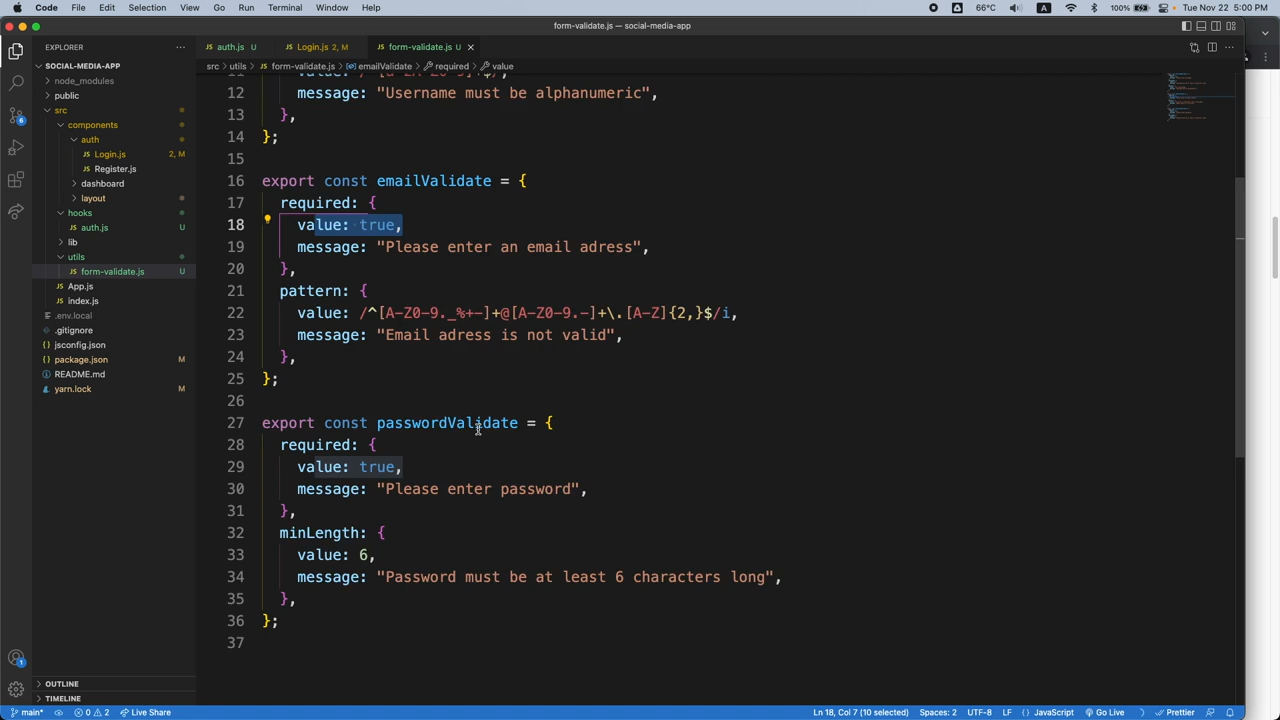 Code File Edit Selection View Go Run Terminal Window Help 66°C A 100% Tue Nov 22 5:00 PM
form-validate.js — social-media-app
EXPLORER
SOCIAL-MEDIA-APP
node_modules
public
src
components
auth
JS Login.js 2, M
JS Register.js
dashboard
layout
hooks
JS auth.js U
lib
utils
JS form-validate.js U
JS App.js
JS index.js
.env.local
.gitignore
{} jsconfig.json
{} package.json M
README.md
yarn.lock M
OUTLINE
TIMELINE
JS auth.js U JS Login.js 2, M JS form-validate.js U
src > utils > JS form-validate.js > emailValidate > required > value
12 message: "Username must be alphanumeric",
13 },
14 };
15
16 export const emailValidate = {
17 required: {
18 value: true,
19 message: "Please enter an email adress",
20 },
21 pattern: {
22 value: /^[A-Z0-9._%+-]+@[A-Z0-9.-]+\.[A-Z]{2,}$/i,
23 message: "Email adress is not valid",
24 },
25 };
26
27 export const passwordValidate = {
28 required: {
29 value: true,
30 message: "Please enter password",
31 },
32 minLength: {
33 value: 6,
34 message: "Password must be at least 6 characters long",
35 },
36 };
37
main* 0 2 Live Share Ln 18, Col 7 (10 selected) Spaces: 2 UTF-8 LF {} JavaScript Go Live Prettier